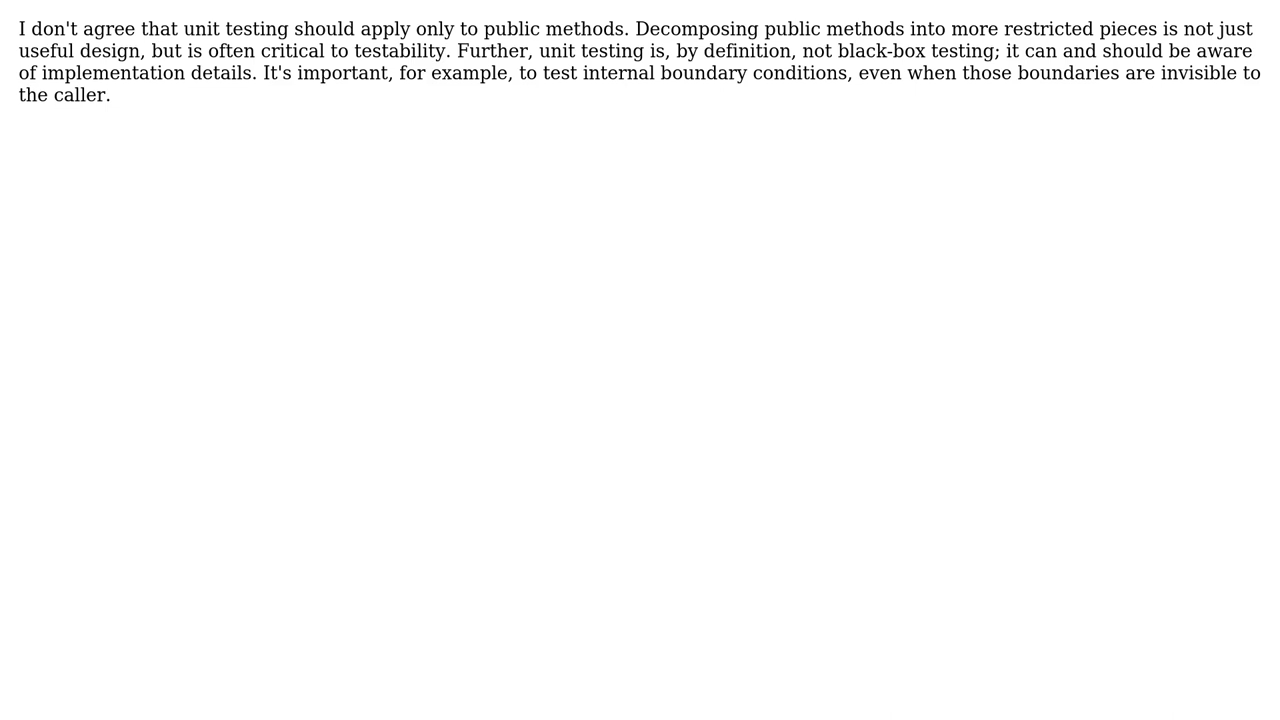 I don't agree that unit testing should apply only to public methods. Decomposing public methods into more restricted pieces is not just
useful design, but is often critical to testability. Further, unit testing is, by definition, not black-box testing; it can and should be aware
of implementation details. It's important, for example, to test internal boundary conditions, even when those boundaries are invisible to
the caller.